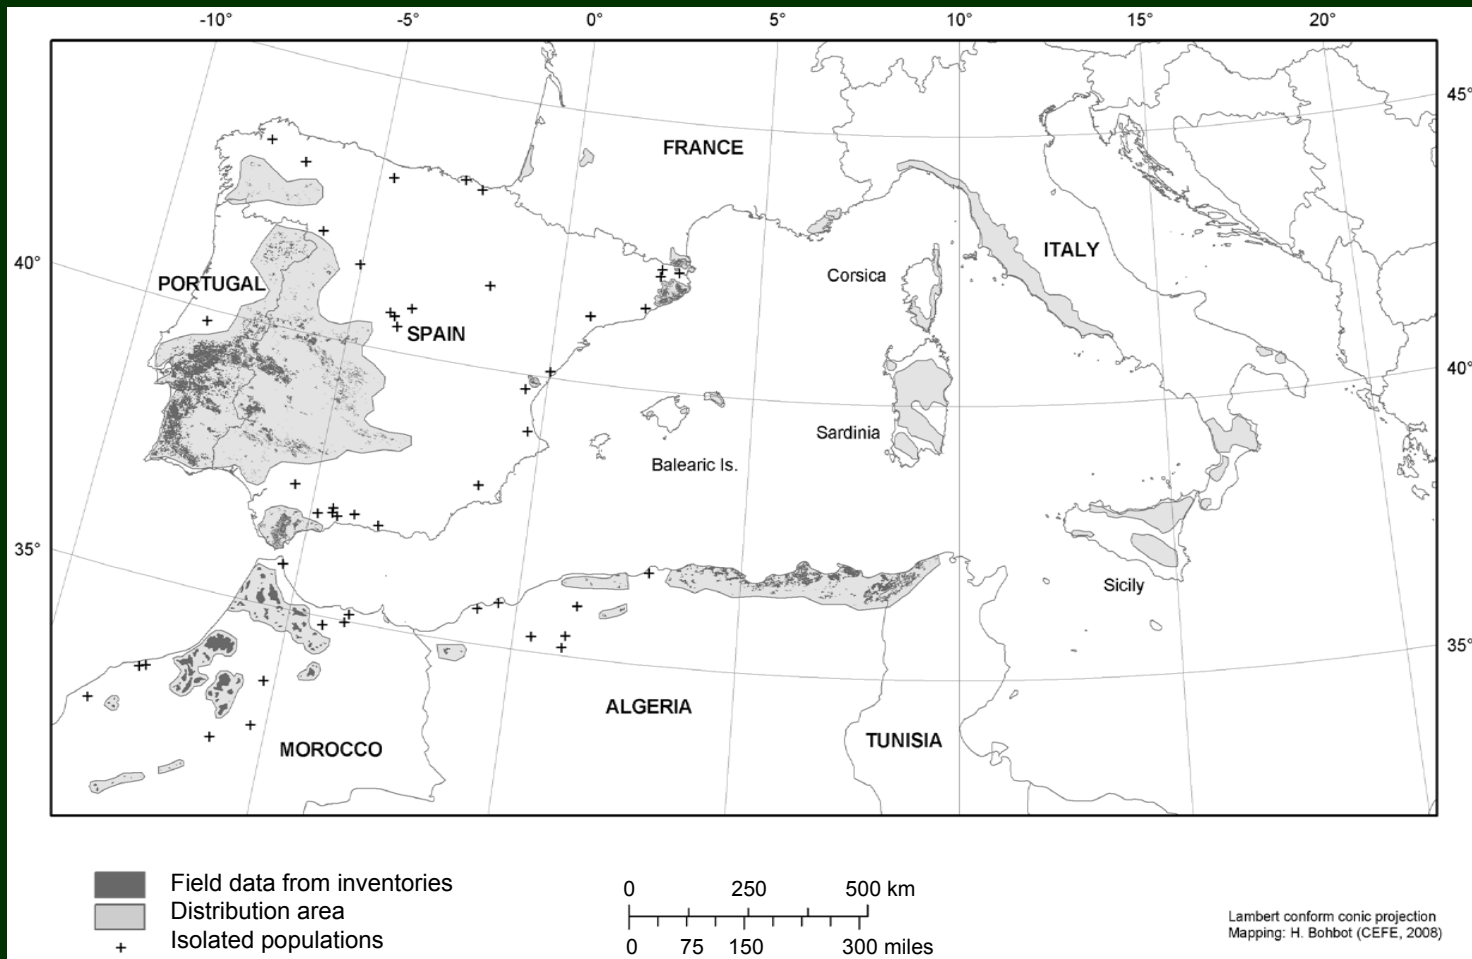 -10° -5° 0° 5° 10° 15° 20°
45°
FRANCE
ITALY
40°
Corsica
PORTUGAL
SPAIN
40°
Sardinia
Balearic Is.
35°
Sicily
35°
ALGERIA
TUNISIA
MOROCCO
Field data from inventories
Distribution area
+ Isolated populations
0 250 500 km
0 75 150 300 miles
Lambert conform conic projection
Mapping: H. Bohbot (CEFE, 2008)